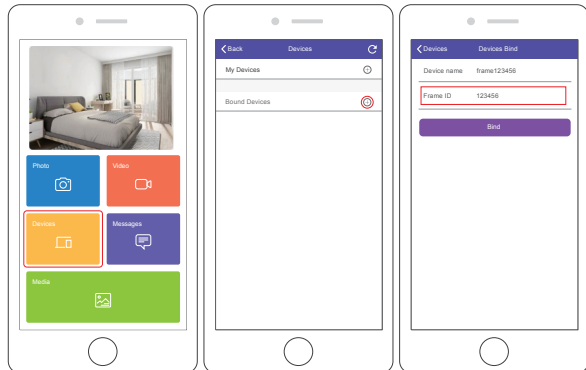 Photo
Video
Devices
Messages
Media
Back Devices
My Devices
Bound Devices
Devices Devices Bind
Device name frame123456
Frame ID 123456
Bind